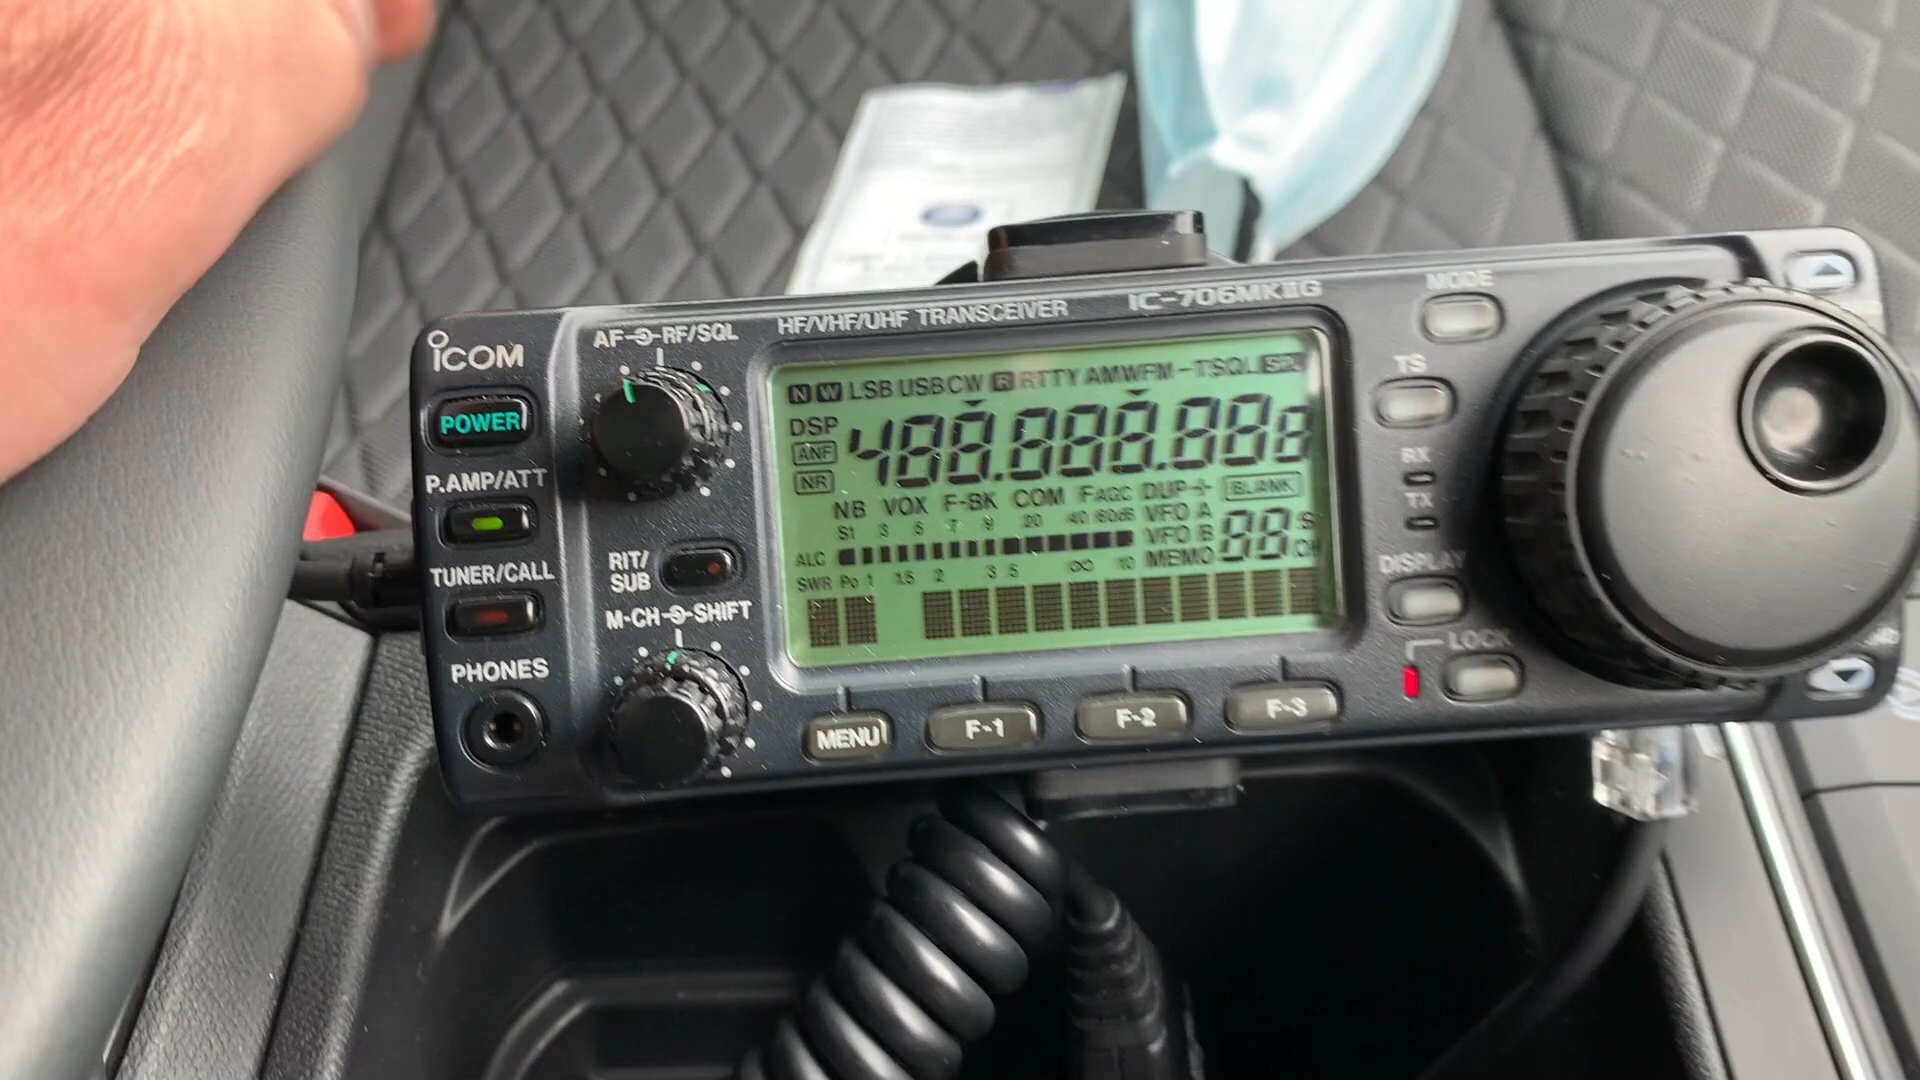 ICOM
AF RF/SQL
HF/VHF/UHF TRANSCEIVER
IC-706MKIIG
MODE
POWER
N W LSB USB CW R RTTY AM WFM-TSQL SPL
TS
DSP
488.888.888
ANF
NR
P.AMP/ATT
NB VOX F-BK COM FAGC DUP-+ BLANK
RX
S1 3 5 7 9 20 40 60dB VFO A
TX
VFO B
88
ALC
MEMO
RIT/
SUB
SWR Po 1 1.5 2 3 5 ∞ 10
DISPLAY
TUNER/CALL
M-CH SHIFT
LOCK
PHONES
MENU F-1 F-2 F-3